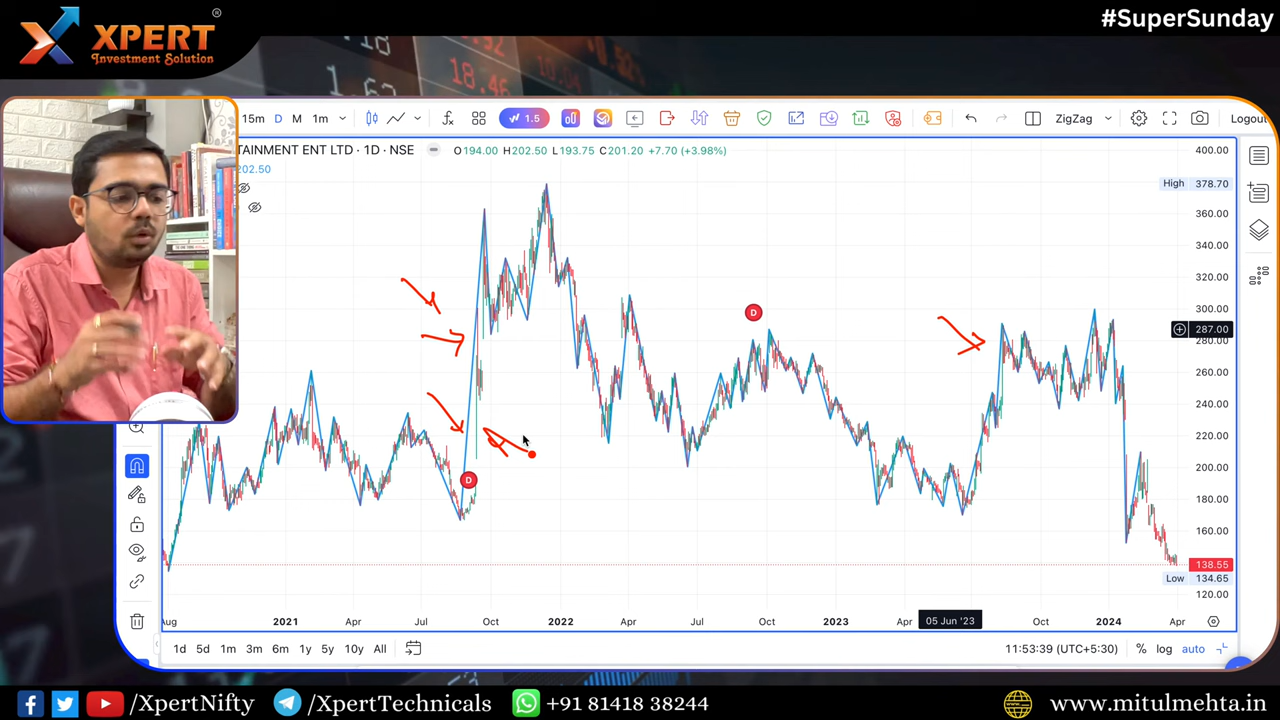 XPERT
Investment Solution
®
#SuperSunday
15m D M 1m 1.5 ZigZag Logout
TAINMENT ENT LTD · 1D · NSE O194.00 H202.50 L193.75 C201.20 +7.70 (+3.98%)
202.50
400.00
High 378.70
360.00
340.00
320.00
300.00
287.00
280.00
260.00
240.00
220.00
200.00
180.00
160.00
138.55
Low 134.65
120.00
D
D
Aug 2021 Apr Jul Oct 2022 Apr Jul Oct 2023 Apr 05 Jun '23 Oct 2024 Apr
1d 5d 1m 3m 6m 1y 5y 10y All 11:53:39 (UTC+5:30) % log auto
/XpertNifty /XpertTechnicals +91 81418 38244 www.mitulmehta.in